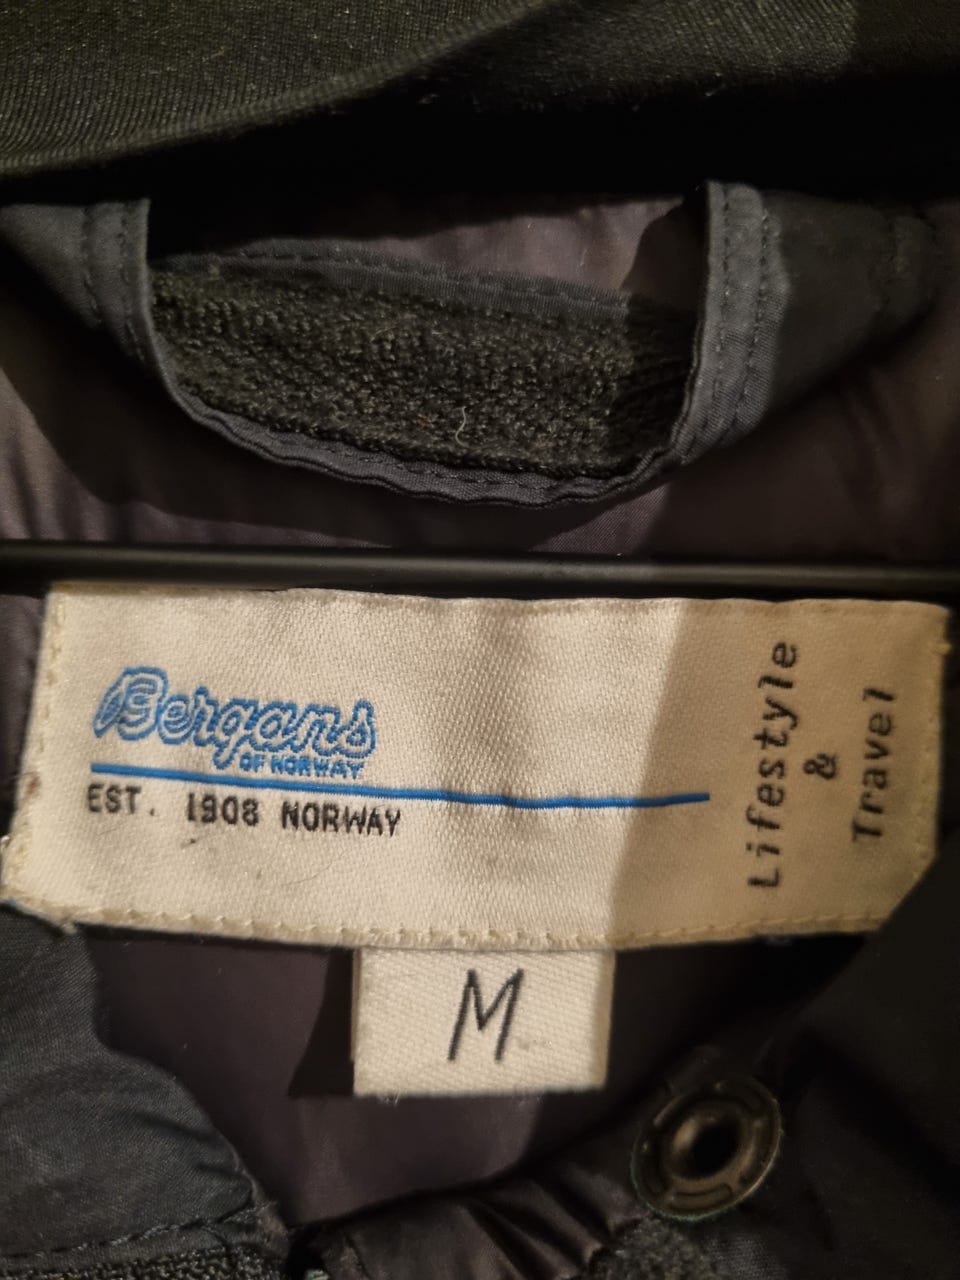 Bergans
OF NORWAY
EST. 1908 NORWAY
Lifestyle
&
Travel
M